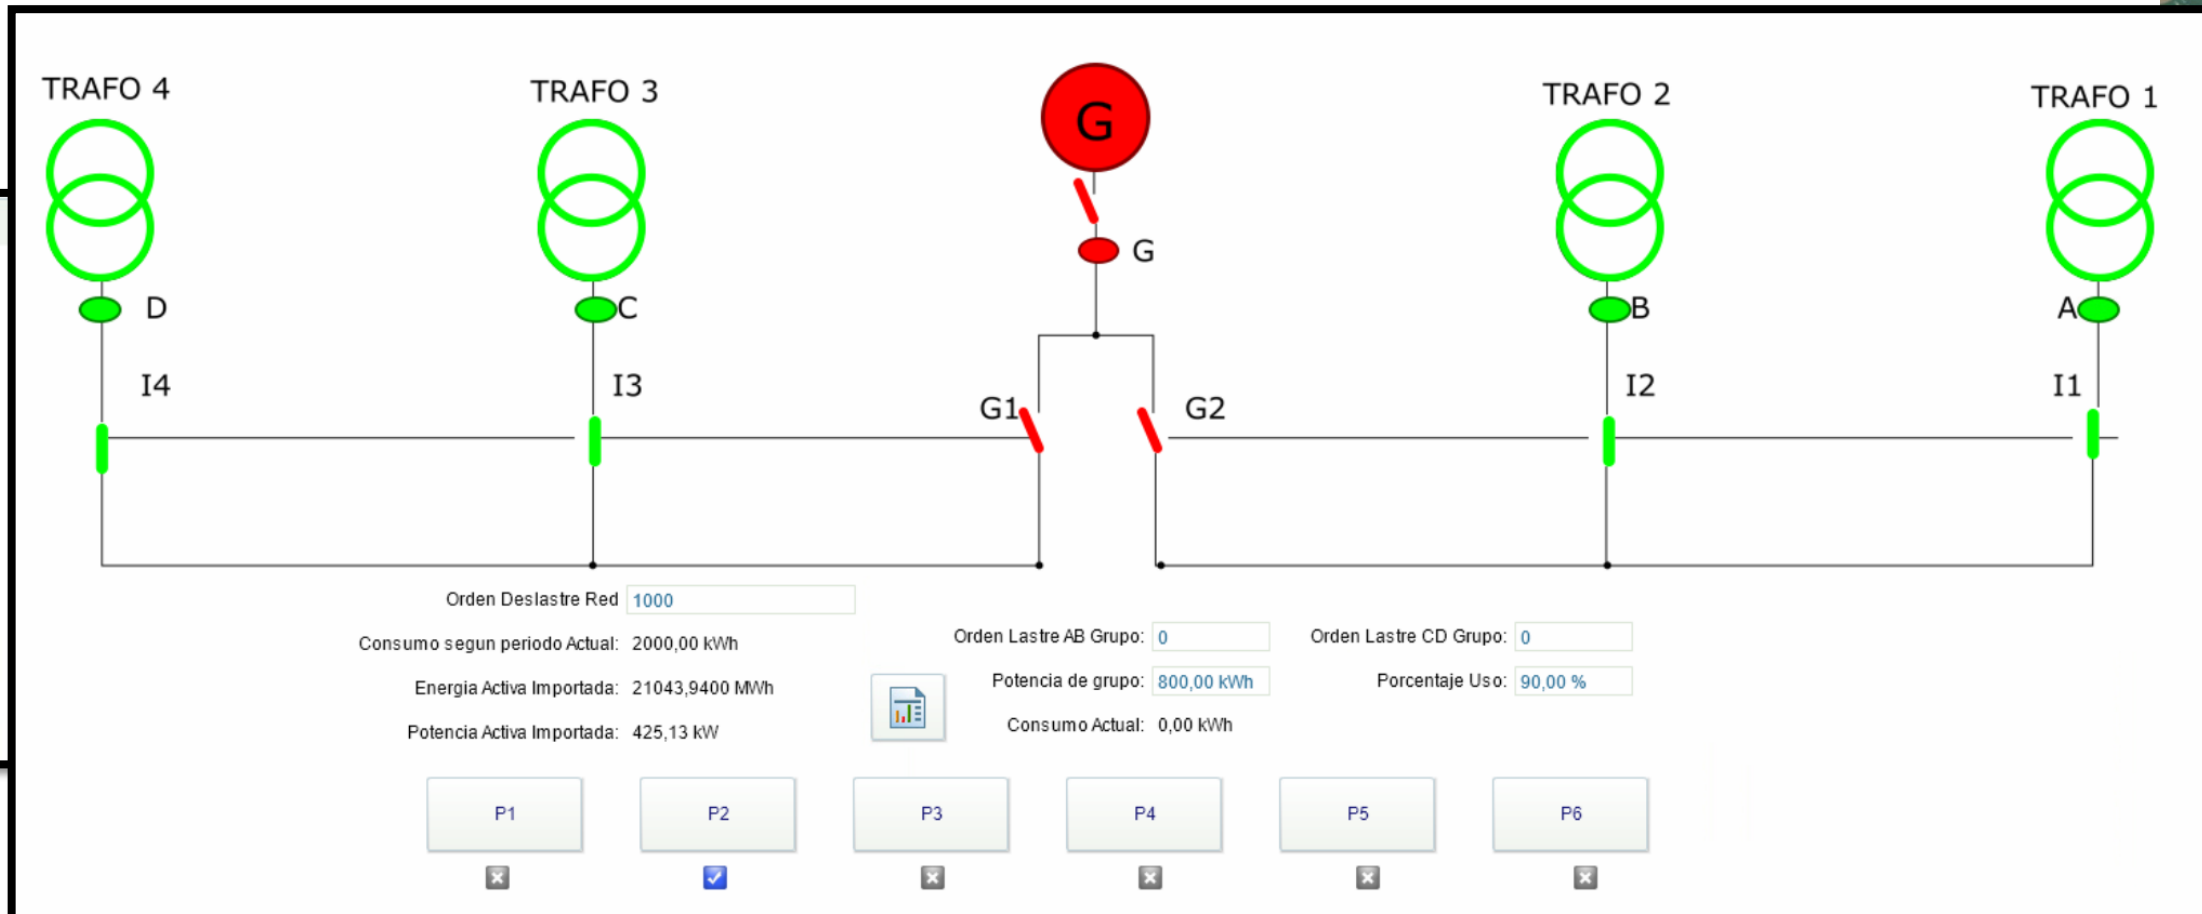 TRAFO 4
TRAFO 3
G
TRAFO 2
TRAFO 1
G
D
C
B
A
I4
I3
G1
G2
I2
I1
Orden Deslastre Red 1000
Consumo segun periodo Actual: 2000,00 kWh
Energia Activa Importada: 21043,9400 MWh
Potencia Activa Importada: 425,13 kW
Orden Lastre AB Grupo: 0
Orden Lastre CD Grupo: 0
Potencia de grupo: 800,00 kWh
Porcentaje Uso: 90,00 %
Consumo Actual: 0,00 kWh
P1
P2
P3
P4
P5
P6